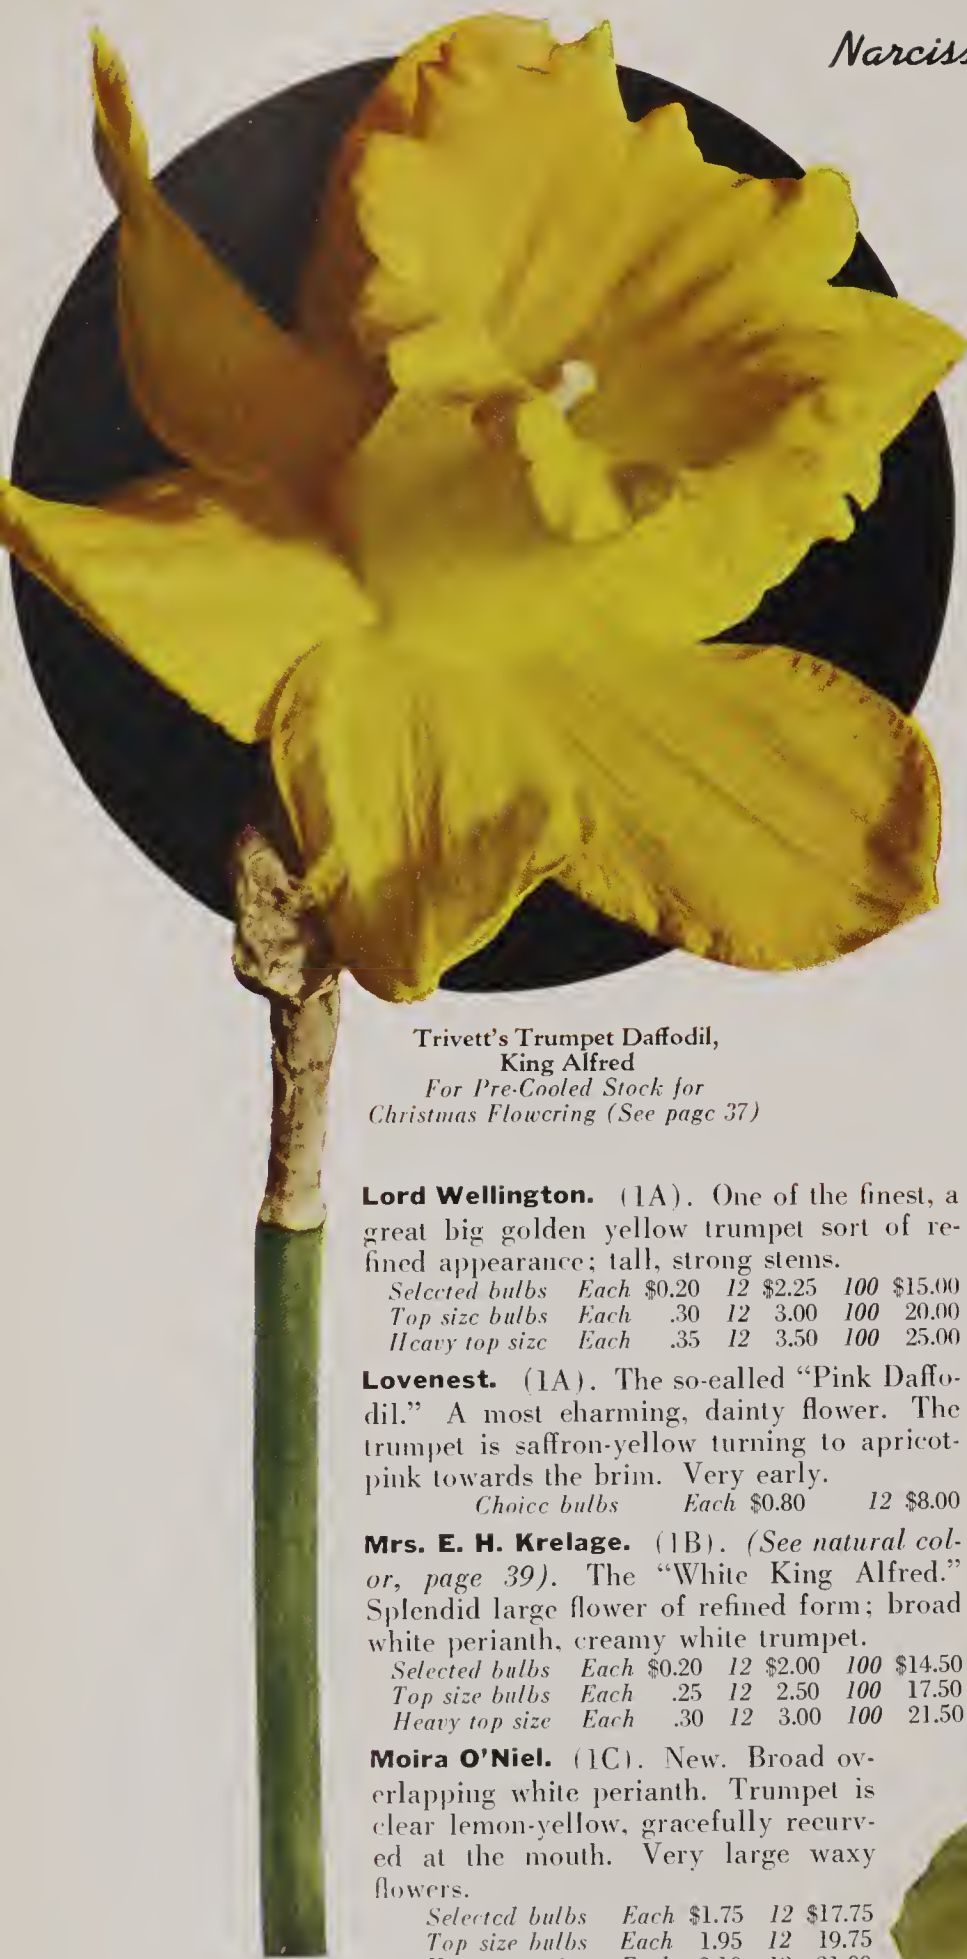 Trivett's Trumpet Daffodil,
King Alfred
For Pre-Cooled Stock for
Christmas Flowering (See page 37)
Lord Wellington. (1A). One of the finest, a
great big golden yellow trumpet sort of re-
fined appearance; tall, strong stems.
Selected bulbs Each $0.20 12 $2.25 100 $15.00
Top size bulbs Each .30 12 3.00 100 20.00
Heavy top size Each .35 12 3.50 100 25.00
Lovenest. (1A). The so-called "Pink Daffo-
dil." A most charming, dainty flower. The
trumpet is saffron-yellow turning to apricot-
pink towards the brim. Very early.
Choice bulbs Each $0.80 12 $8.00
Mrs. E. H. Krelage. (1B). (See natural col-
or, page 39). The "White King Alfred."
Splendid large flower of refined form; broad
white perianth, creamy white trumpet.
Selected bulbs Each $0.20 12 $2.00 100 $14.50
Top size bulbs Each .25 12 2.50 100 17.50
Heavy top size Each .30 12 3.00 100 21.50
Moira O'Niel. (1C). New. Broad ov-
erlapping white perianth. Trumpet is
clear lemon-yellow, gracefully recurv-
ed at the mouth. Very large waxy
flowers.
Selected bulbs Each $1.75 12 $17.75
Top size bulbs Each 1.95 12 19.75